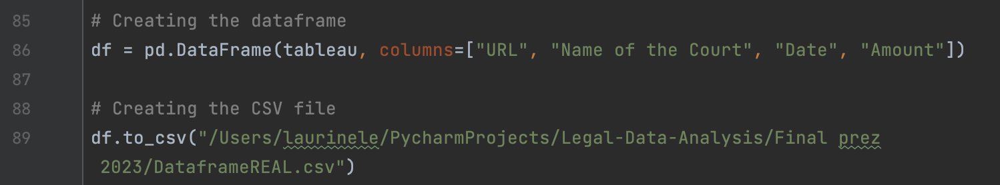 85 # Creating the dataframe
86 df = pd.DataFrame(tableau, columns=["URL", "Name of the Court", "Date", "Amount"])
87
88 # Creating the CSV file
89 df.to_csv("/Users/laurinele/PycharmProjects/Legal-Data-Analysis/Final prez
2023/DataframeREAL.csv")